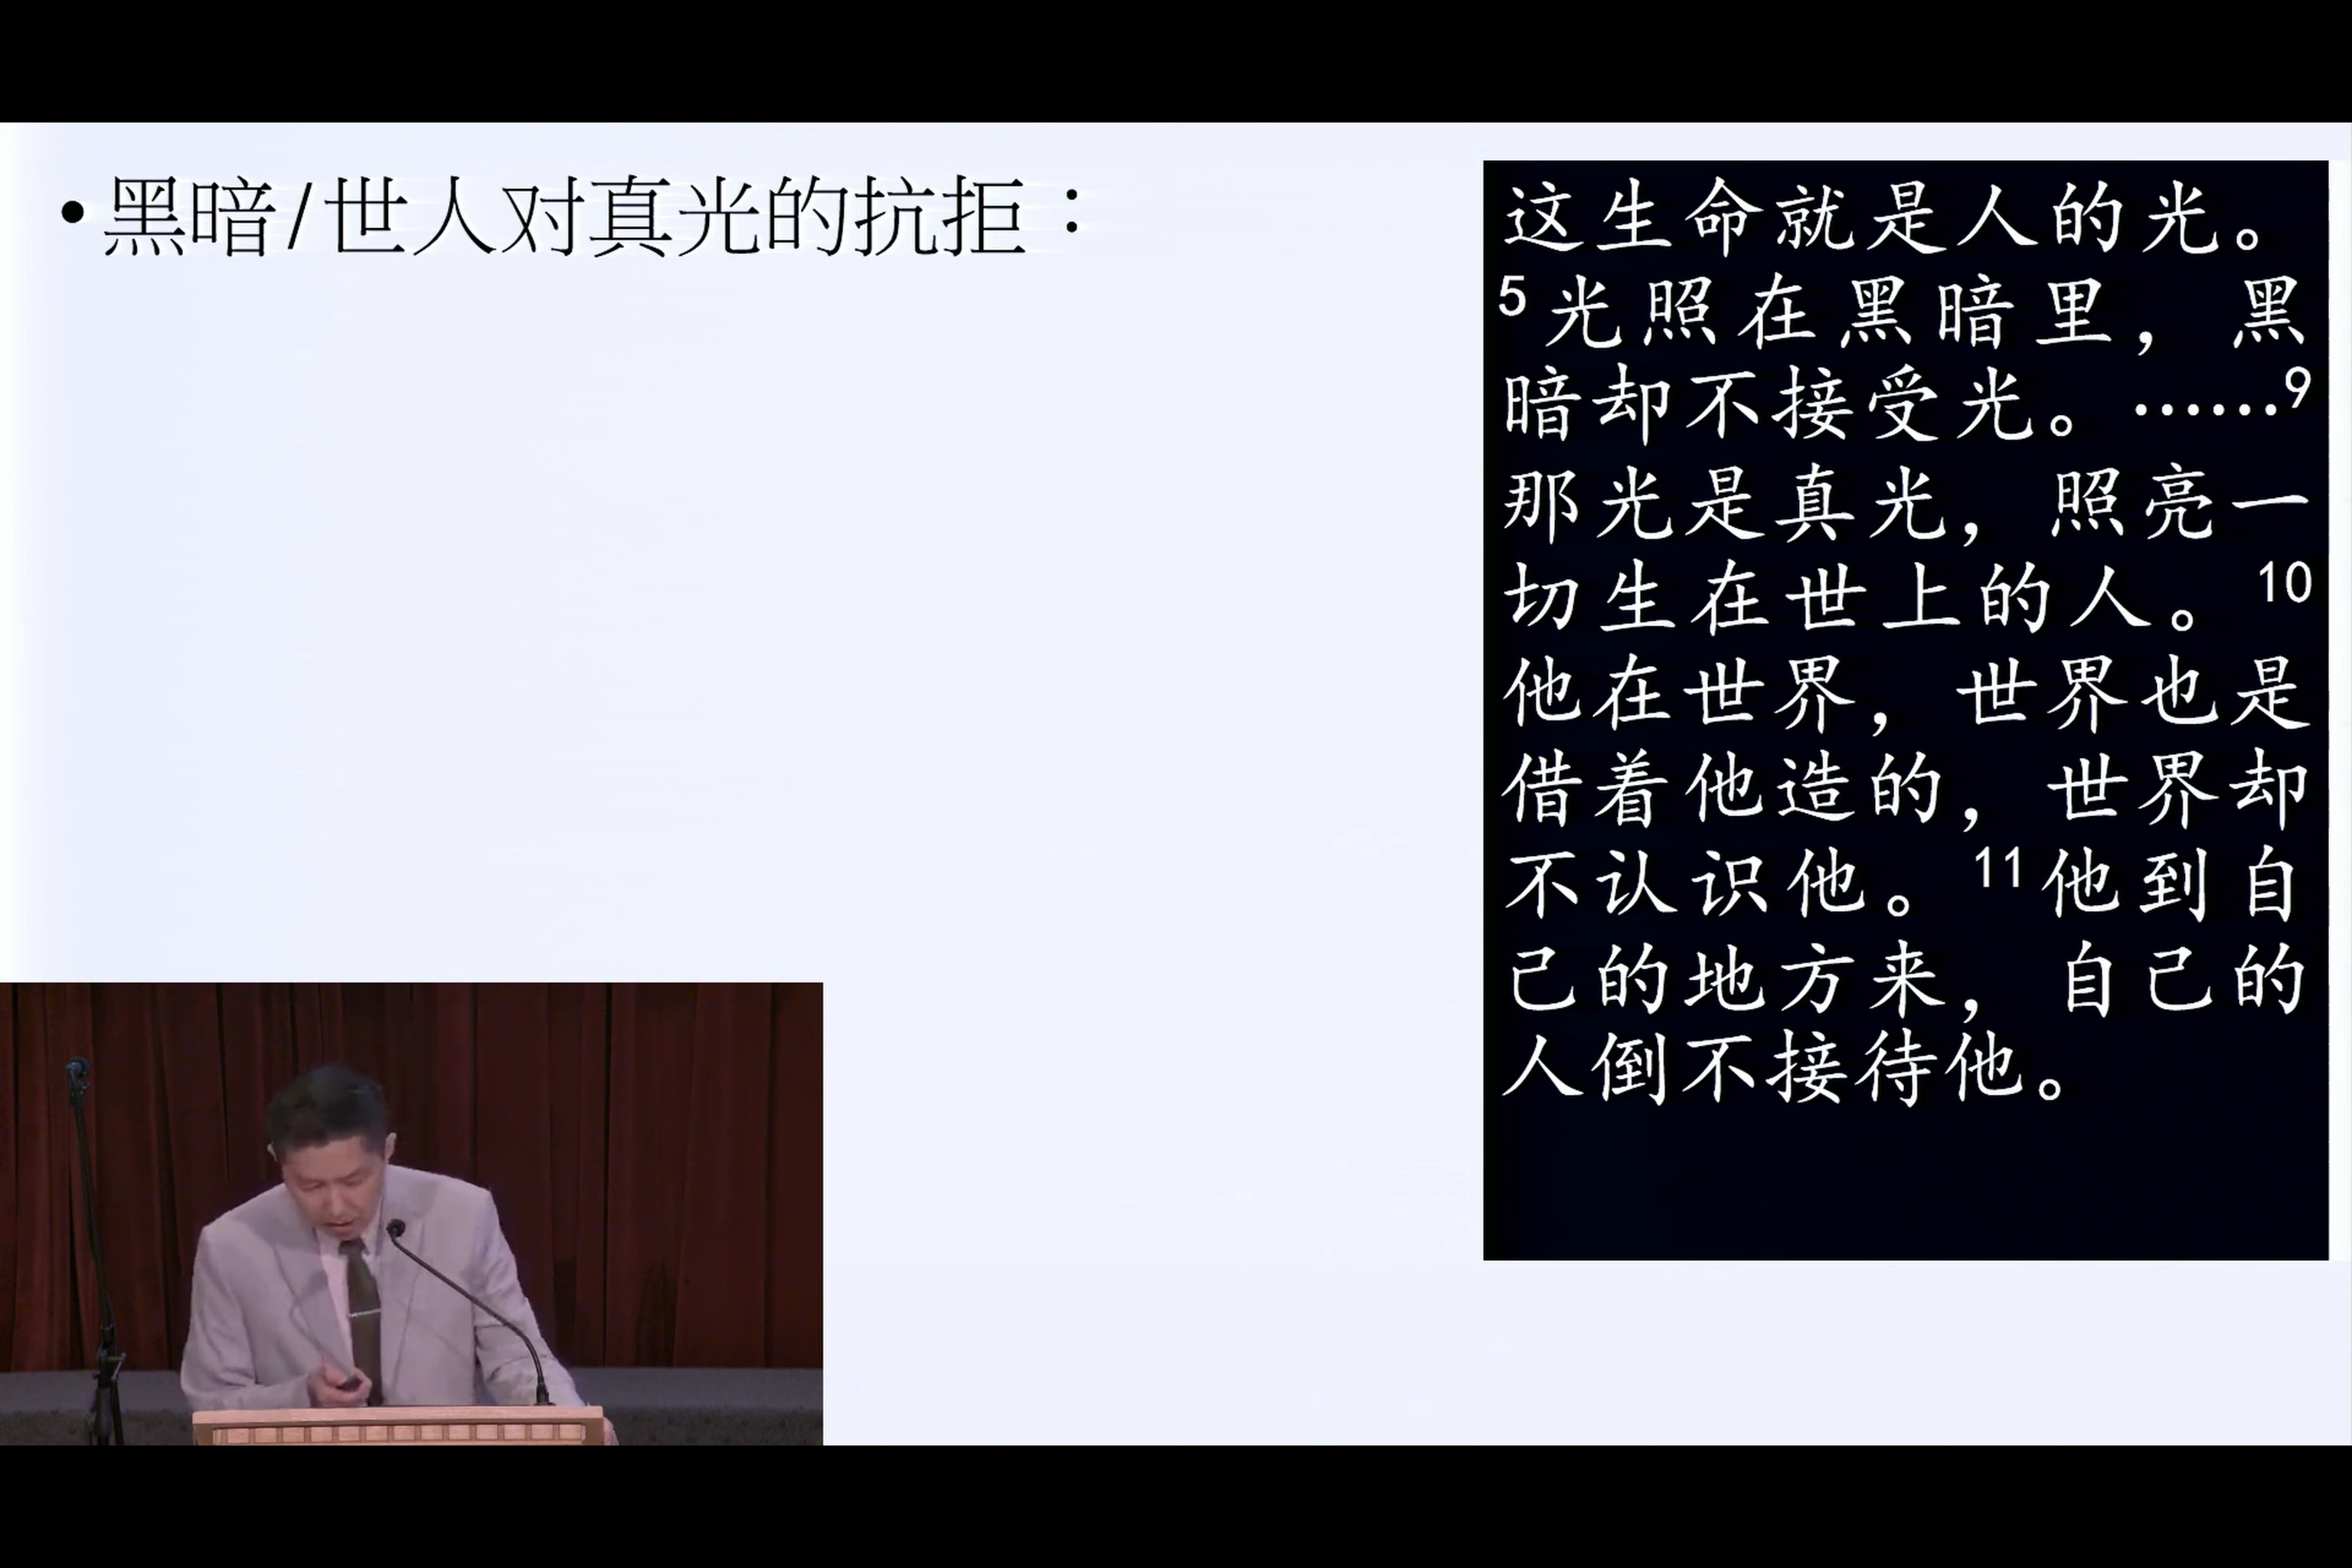 •黑暗/世人对真光的抗拒：
这生命就是人的光。
5光照在黑暗里，黑
暗却不接受光。……9
那光是真光，照亮一
切生在世上的人。10
他在世界，世界也是
借着他造的，世界却
不认识他。11他到自
己的地方来，自己的
人倒不接待他。